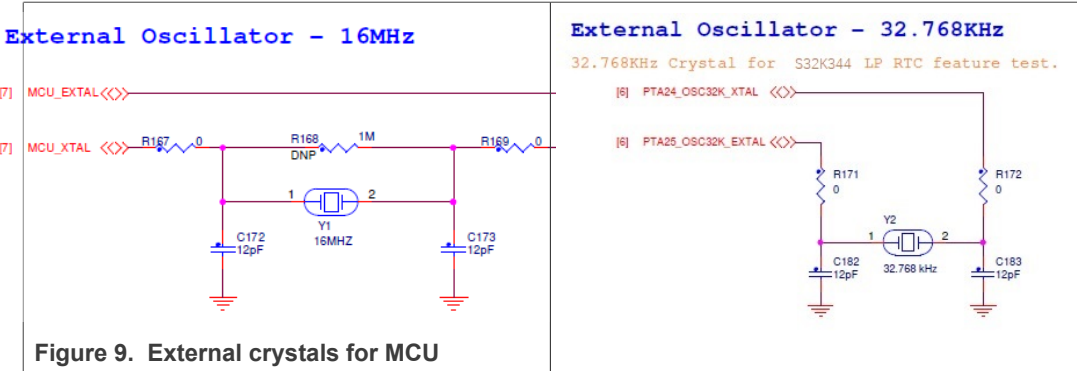 External Oscillator - 16MHz
[7] MCU_EXTAL
[7] MCU_XTAL
R167 0
R168 1M
DNP
R169 0
1 2
Y1
16MHZ
C172
12pF
C173
12pF
Figure 9. External crystals for MCU
External Oscillator - 32.768KHz
32.768KHz Crystal for S32K344 LP RTC feature test.
[6] PTA24_OSC32K_XTAL
[6] PTA25_OSC32K_EXTAL
R171
0
R172
0
Y2
1 2
32.768 kHz
C182
12pF
C183
12pF